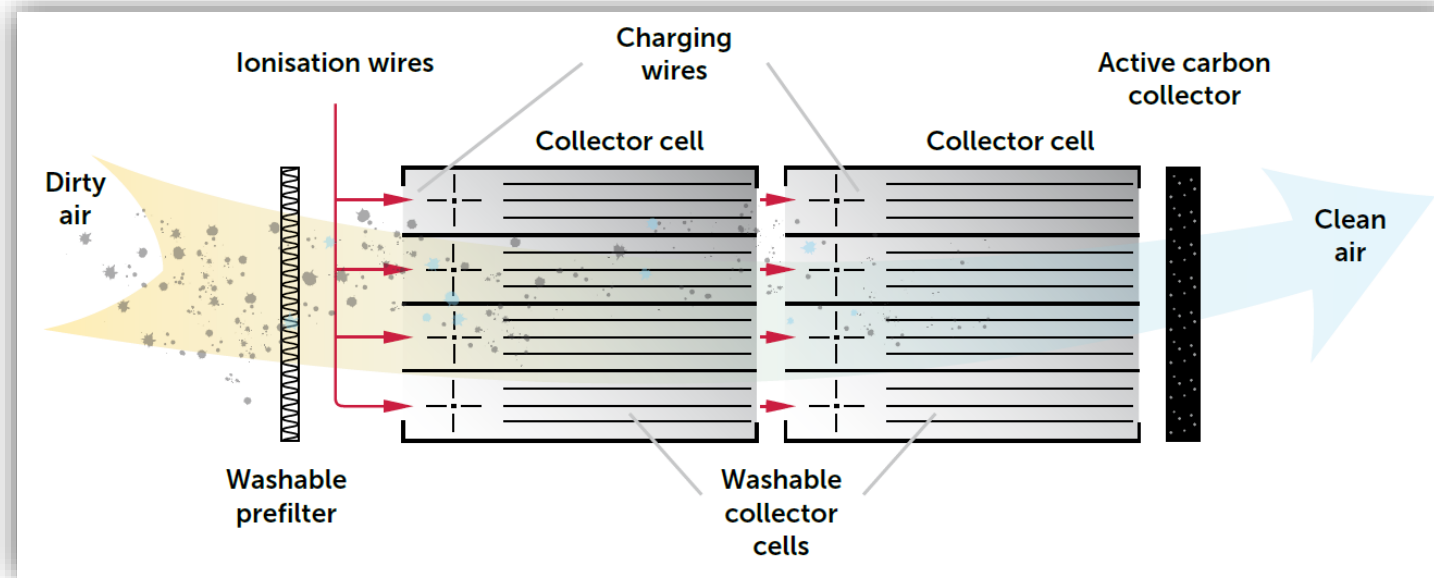 Ionisation wires
Charging
wires
Active carbon
collector
Collector cell
Collector cell
Dirty
air
Clean
air
Washable
prefilter
Washable
collector
cells